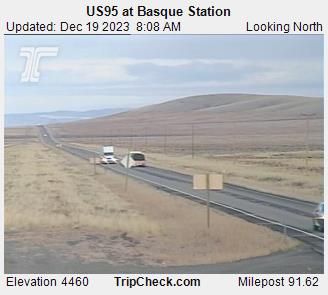 US95 at Basque Station
Updated: Dec 19 2023 8:08 AM Looking North
Elevation 4460 TripCheck.com Milepost 91.62